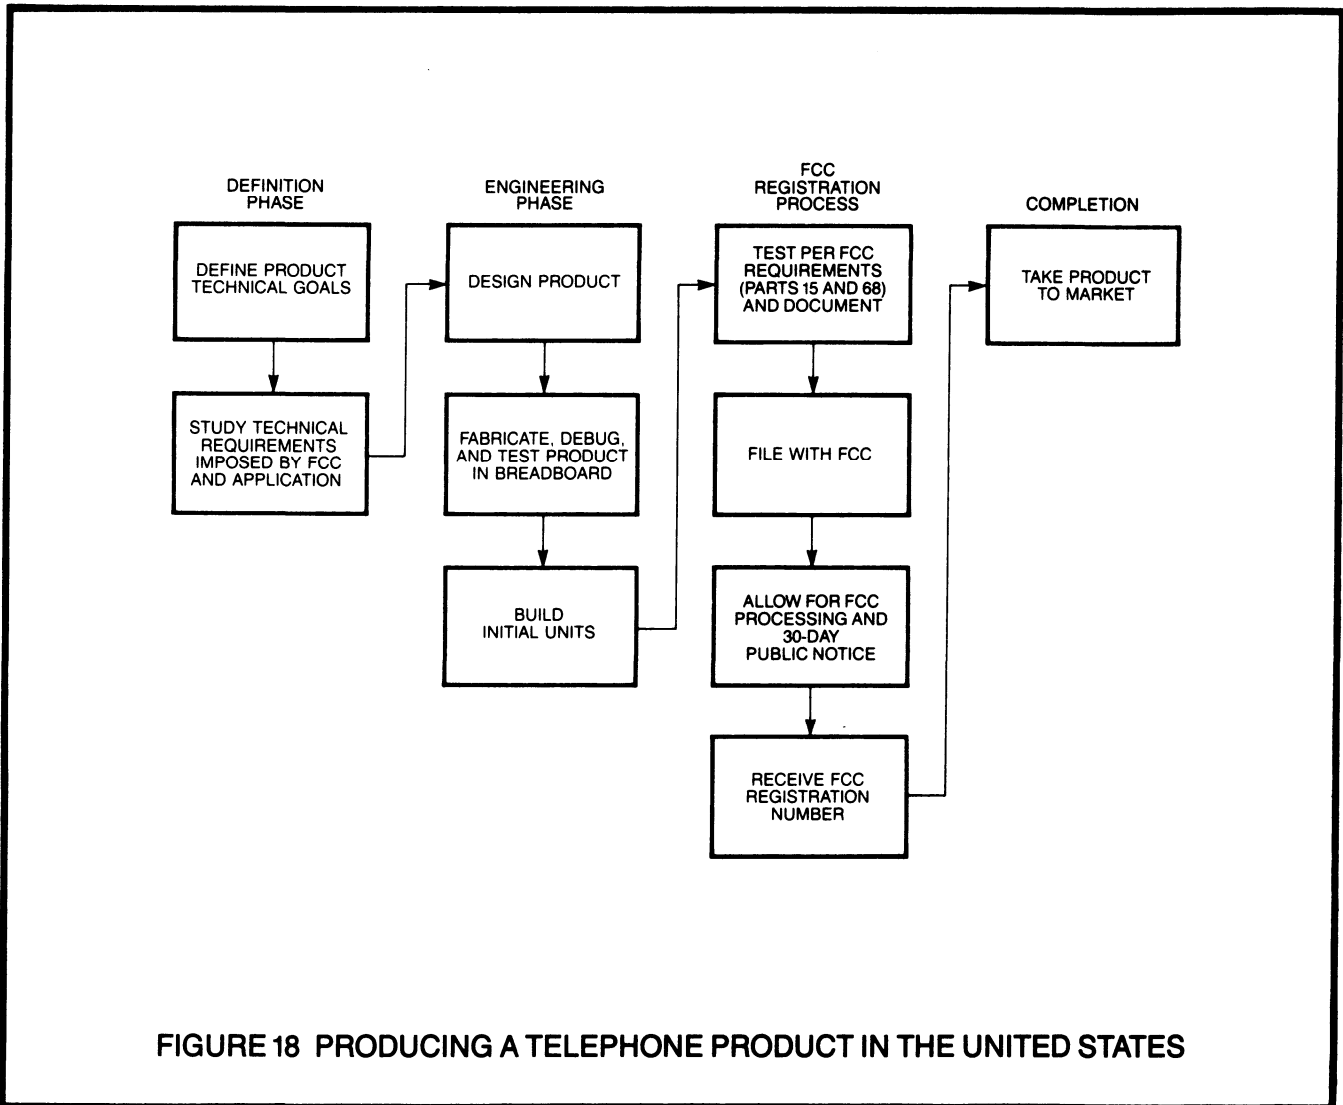 DEFINITION
PHASE
DEFINE PRODUCT
TECHNICAL GOALS
STUDY TECHNICAL
REQUIREMENTS
IMPOSED BY FCC
AND APPLICATION
ENGINEERING
PHASE
DESIGN PRODUCT
FABRICATE, DEBUG,
AND TEST PRODUCT
IN BREADBOARD
BUILD
INITIAL UNITS
FCC
REGISTRATION
PROCESS
TEST PER FCC
REQUIREMENTS
(PARTS 15 AND 68)
AND DOCUMENT
FILE WITH FCC
ALLOW FOR FCC
PROCESSING AND
30-DAY
PUBLIC NOTICE
RECEIVE FCC
REGISTRATION
NUMBER
COMPLETION
TAKE PRODUCT
TO MARKET
FIGURE 18 PRODUCING A TELEPHONE PRODUCT IN THE UNITED STATES